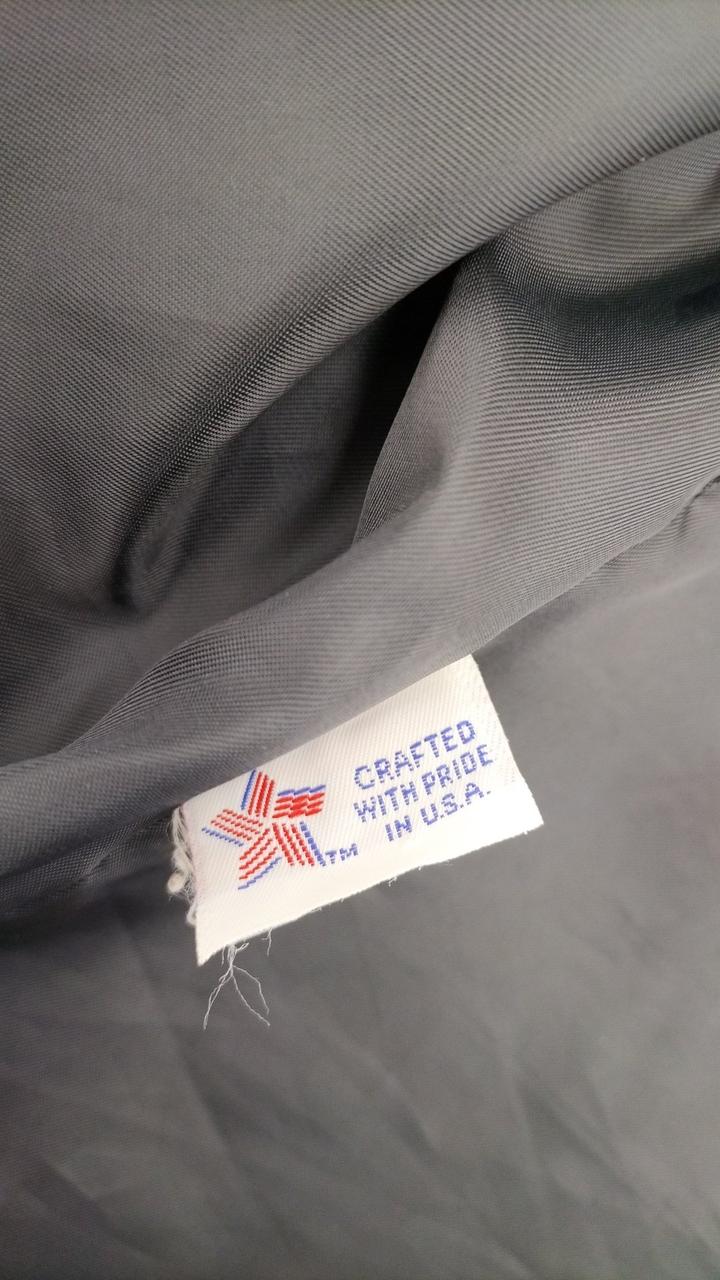 CRAFTED
WITH PRIDE
IN U.S.A.
TM